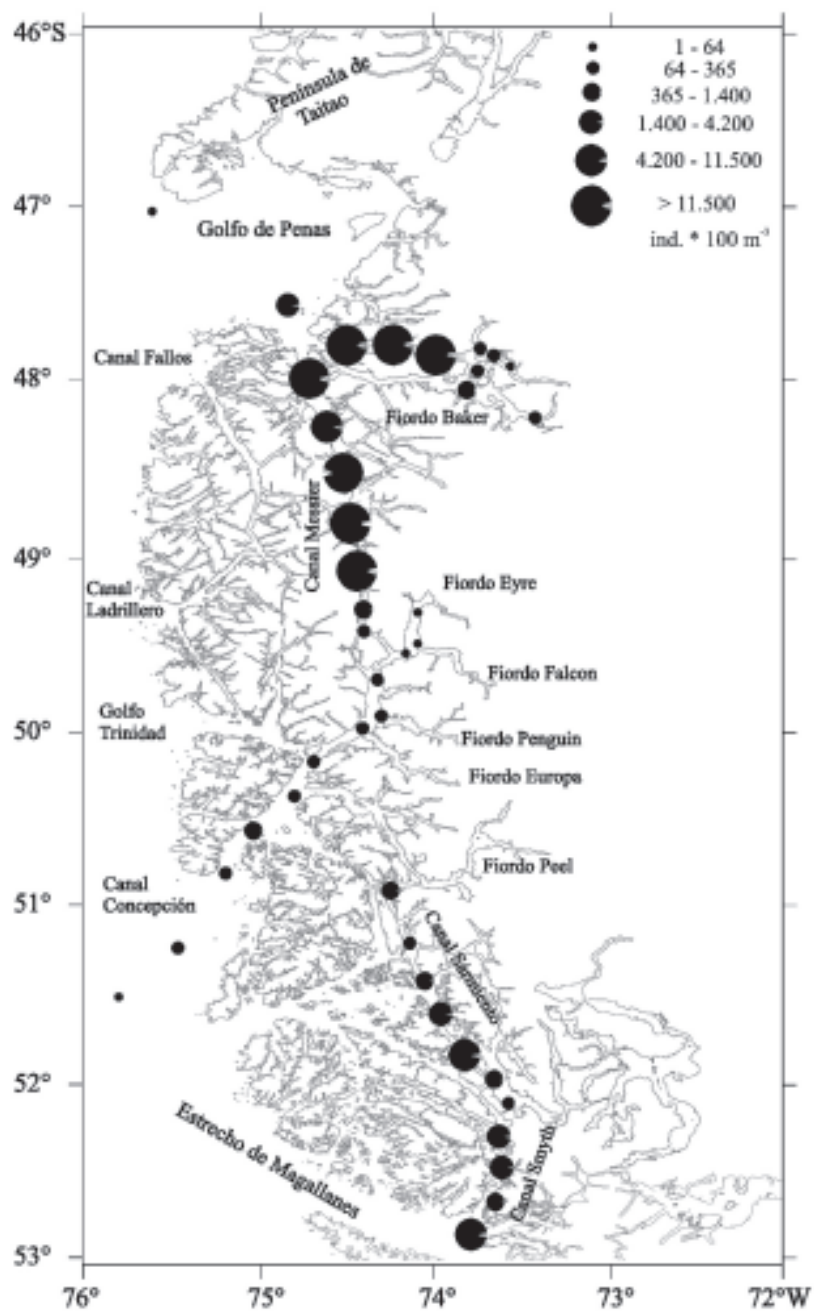 46°S
1 - 64
64 - 365
365 - 1.400
1.400 - 4.200
4.200 - 11.500
> 11.500
ind. * 100 m⁻³
Península de
Taitao
47°
Golfo de Penas
Canal Fallos
48°
Fiordo Baker
Canal Messier
49°
Canal
Ladrillero
Fiordo Eyre
Fiordo Falcon
Golfo
Trinidad
50°
Fiordo Penguin
Fiordo Europa
Fiordo Peel
Canal
Concepción
51°
Canal Sarmiento
52°
Estrecho de Magallanes
Canal Smyth
53°
76°
75°
74°
73°
72°W